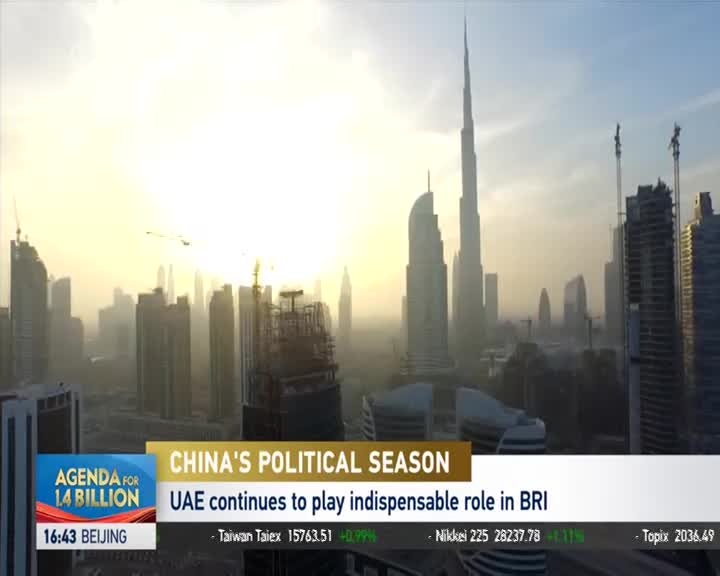 CHINA'S POLITICAL SEASON
AGENDA FOR
1.4 BILLION
UAE continues to play indispensable role in BRI
16:43 BEIJING
- Taiwan Taiex 15763.51 +0.99% - Nikkei 225 28237.78 +1.11% - Topix 2036.49